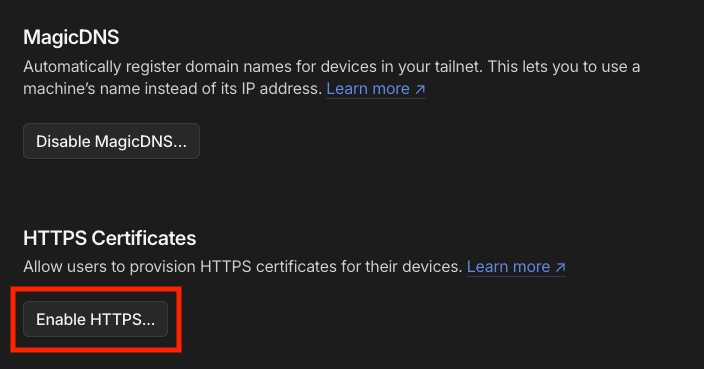 MagicDNS
Automatically register domain names for devices in your tailnet. This lets you to use a
machine’s name instead of its IP address. Learn more ↗
Disable MagicDNS...
HTTPS Certificates
Allow users to provision HTTPS certificates for their devices. Learn more ↗
Enable HTTPS...